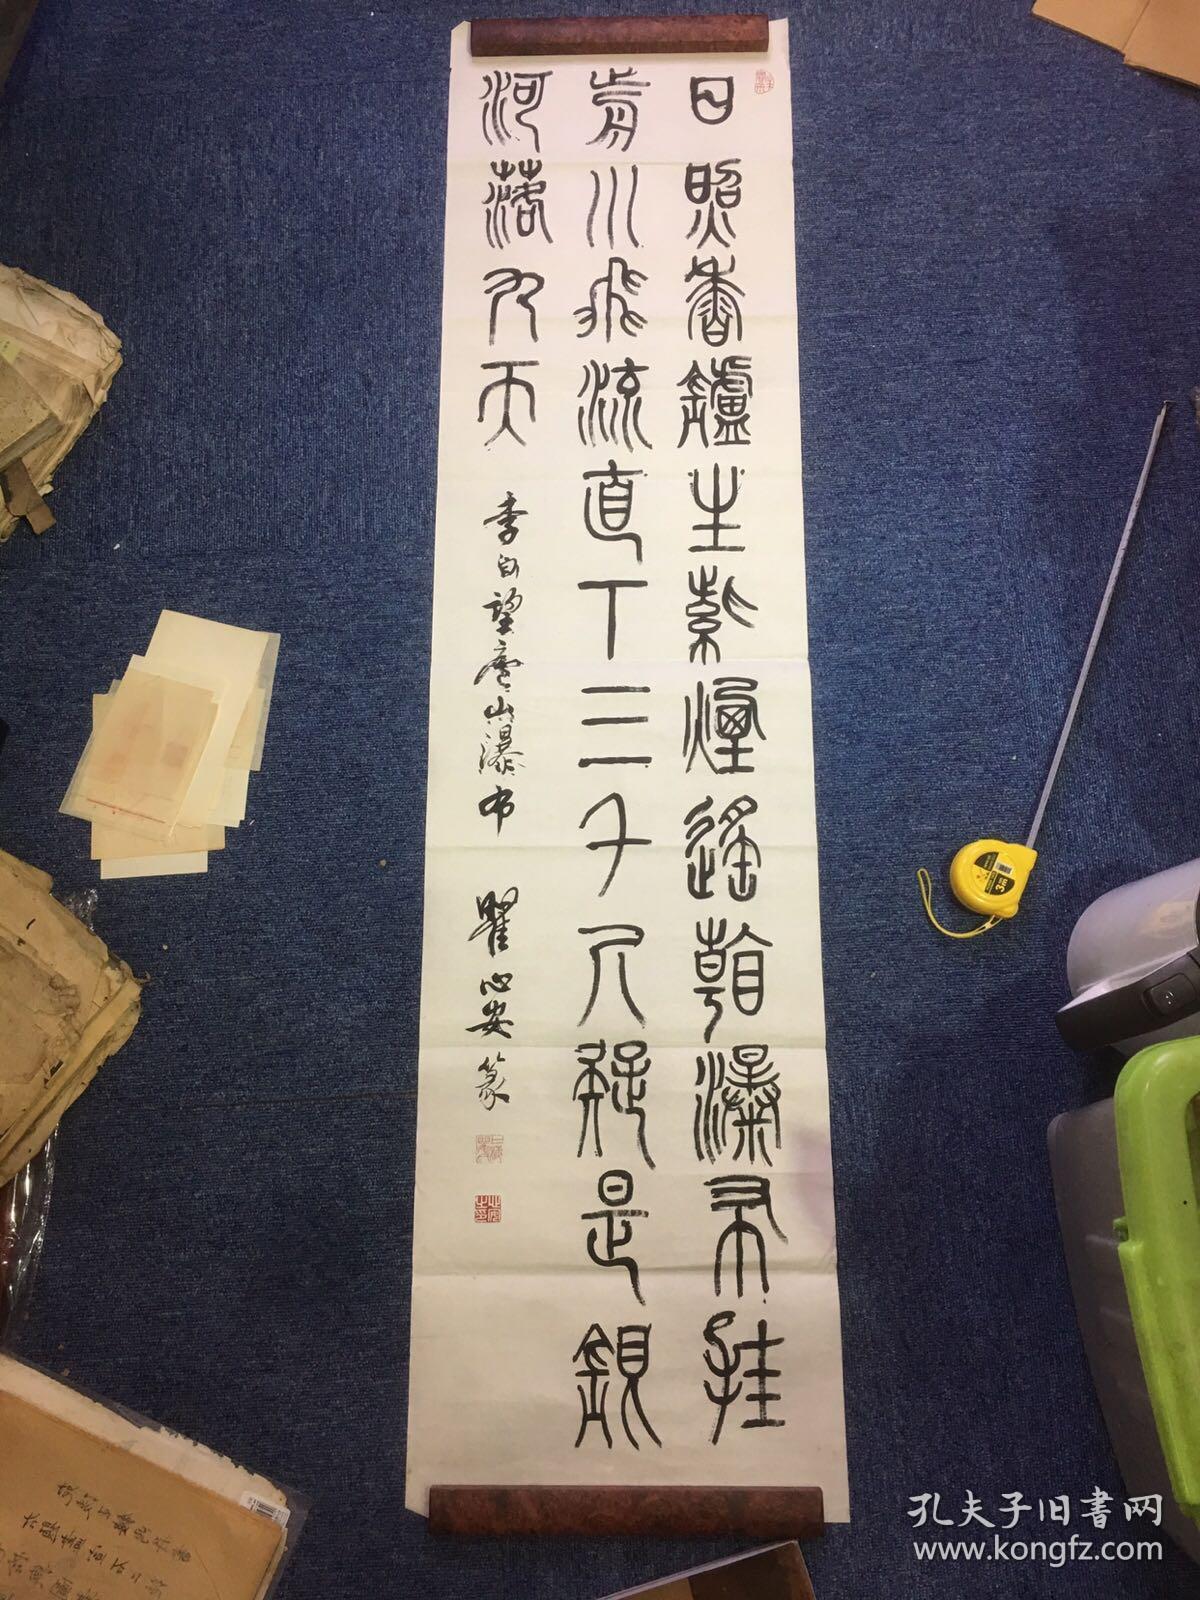 日照香鑪生紫煙遙看瀑布挂
前川飛流直下三千尺疑是銀
河落九天
李白望廬山瀑布
瞿心安篆
孔夫子旧书网
www.kongfz.com
3m